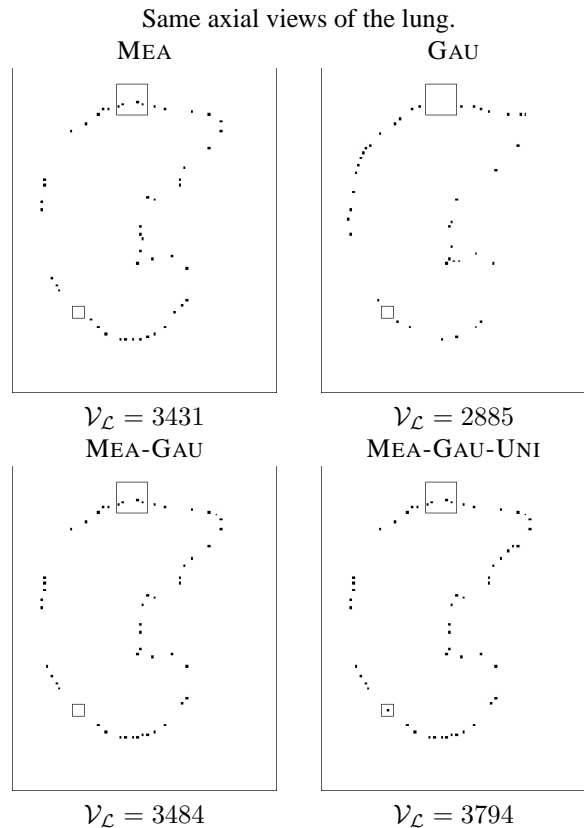 Same axial views of the lung.
MEA GAU
𝒱_ℒ = 3431 𝒱_ℒ = 2885
MEA-GAU MEA-GAU-UNI
𝒱_ℒ = 3484 𝒱_ℒ = 3794